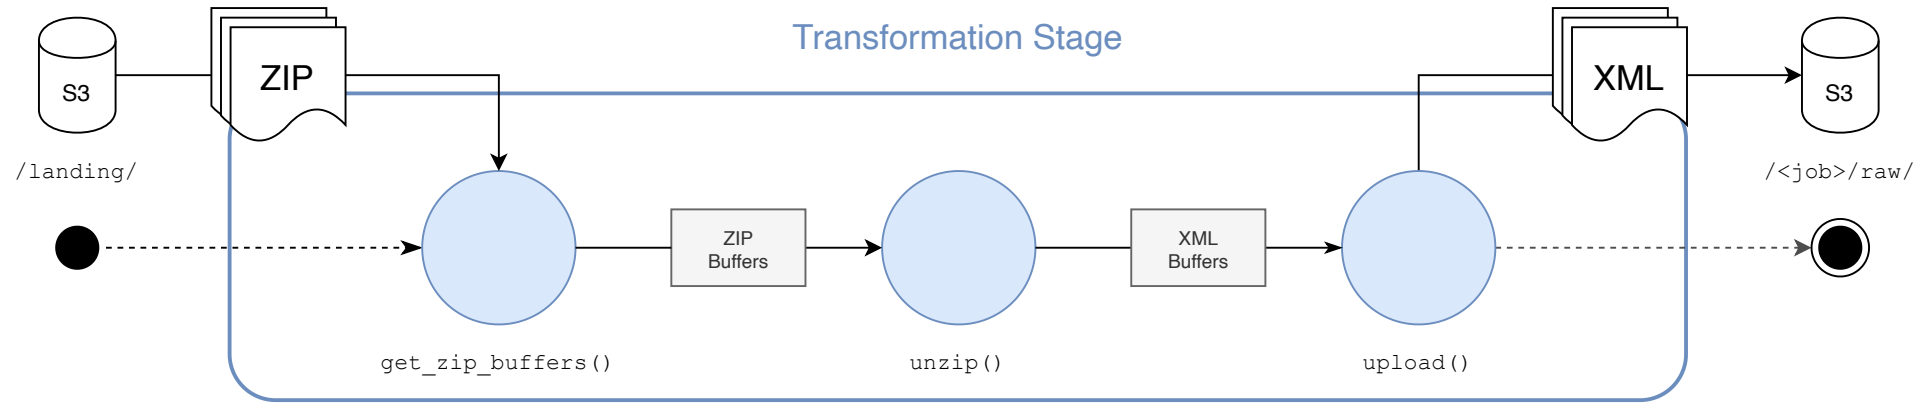 Transformation Stage
S3
ZIP
XML
S3
/landing/
/<job>/raw/
ZIP
Buffers
XML
Buffers
get_zip_buffers()
unzip()
upload()